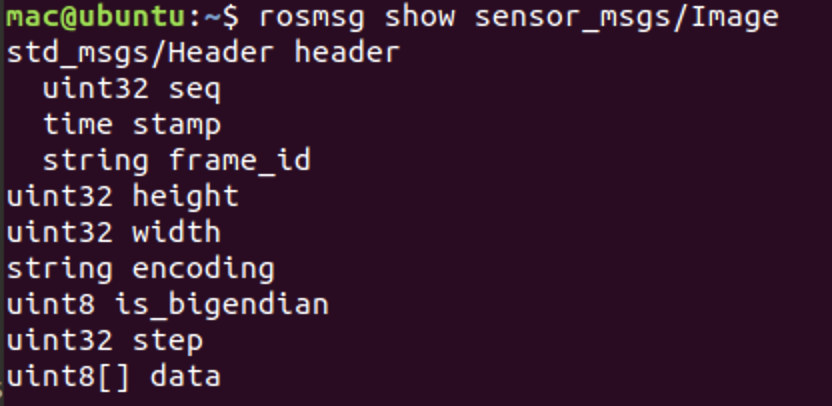 mac@ubuntu:~$ rosmsg show sensor_msgs/Image
std_msgs/Header header
  uint32 seq
  time stamp
  string frame_id
uint32 height
uint32 width
string encoding
uint8 is_bigendian
uint32 step
uint8[] data